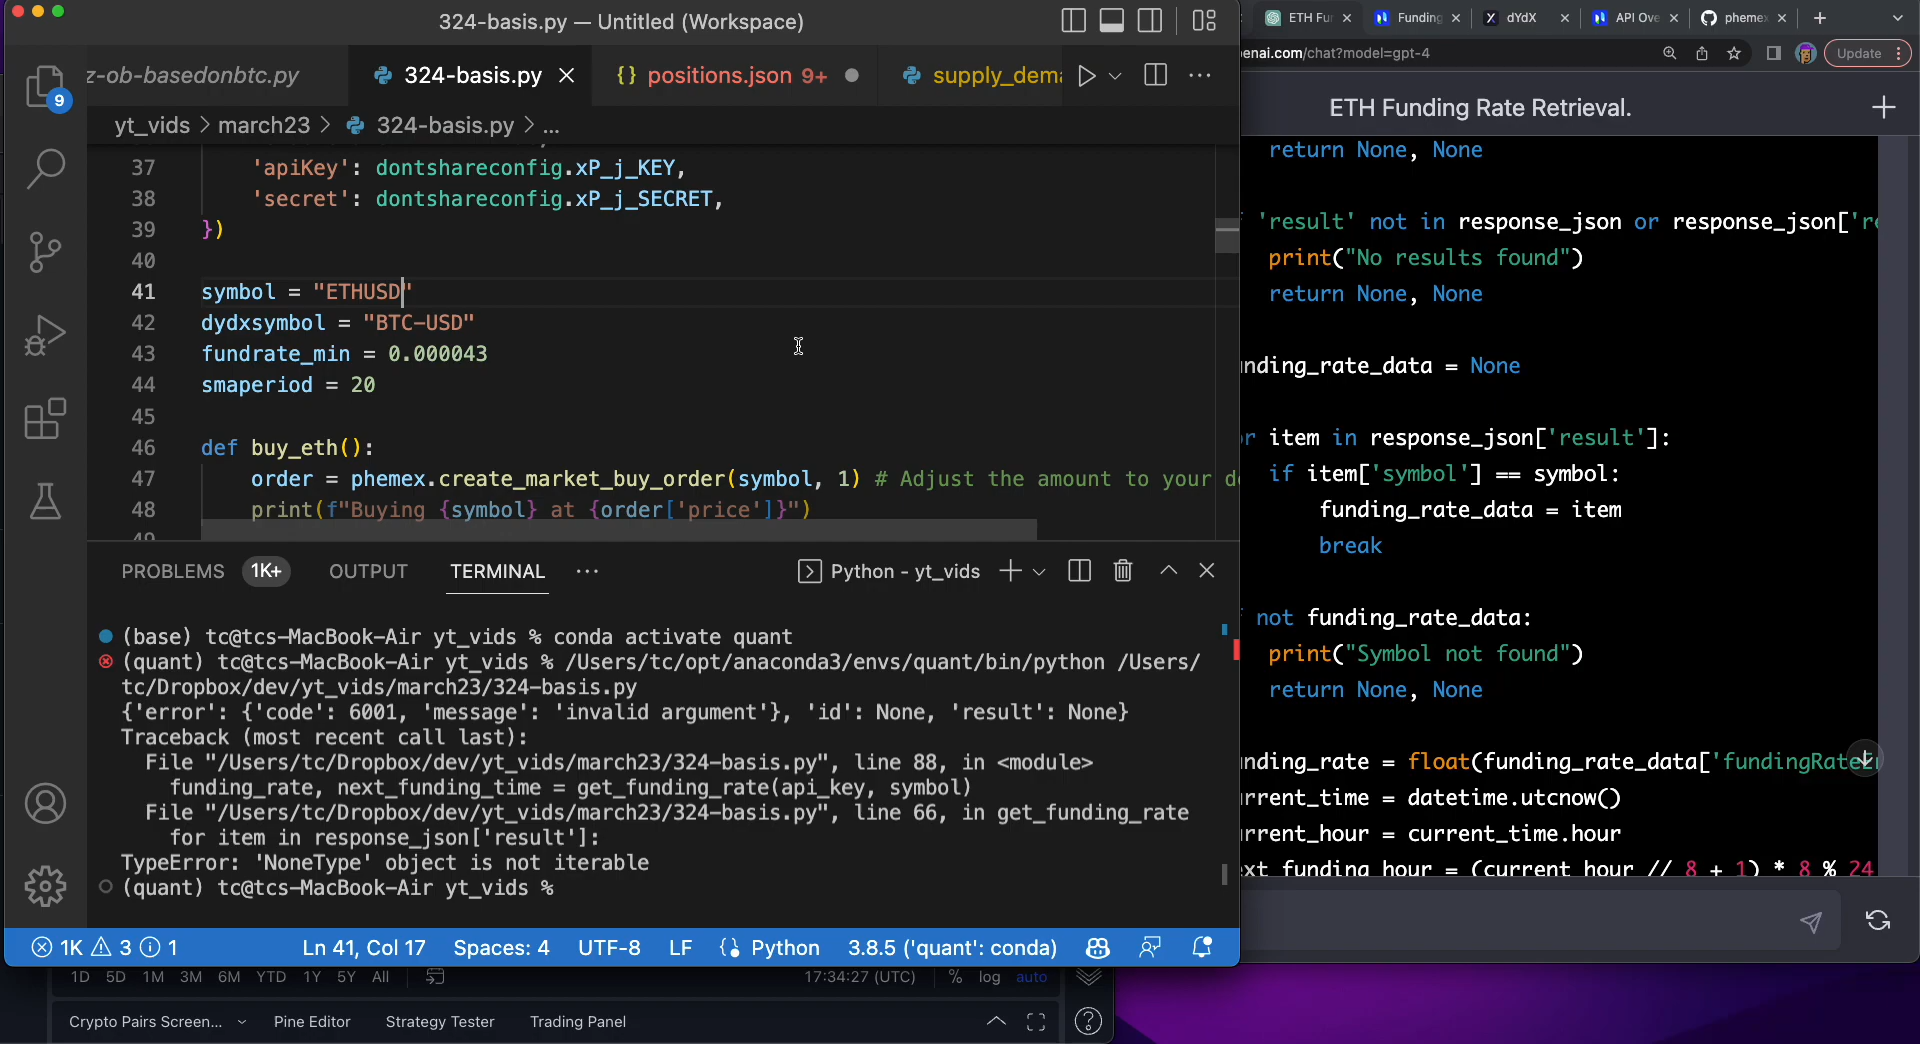 324-basis.py — Untitled (Workspace)
z-ob-basedonbtc.py
324-basis.py
{} positions.json 9+
supply_dema
yt_vids > march23 > 324-basis.py > ...
9
37 'apiKey': dontshareconfig.xP_j_KEY,
38 'secret': dontshareconfig.xP_j_SECRET,
39 })
40
41 symbol = "ETHUSD"
42 dydxsymbol = "BTC-USD"
43 fundrate_min = 0.000043
44 smaperiod = 20
45
46 def buy_eth():
47 order = phemex.create_market_buy_order(symbol, 1) # Adjust the amount to your de
48 print(f"Buying {symbol} at {order['price']}")
49
PROBLEMS 1K+ OUTPUT TERMINAL ... Python - yt_vids
(base) tc@tcs-MacBook-Air yt_vids % conda activate quant
(quant) tc@tcs-MacBook-Air yt_vids % /Users/tc/opt/anaconda3/envs/quant/bin/python /Users/
tc/Dropbox/dev/yt_vids/march23/324-basis.py
{'error': {'code': 6001, 'message': 'invalid argument'}, 'id': None, 'result': None}
Traceback (most recent call last):
File "/Users/tc/Dropbox/dev/yt_vids/march23/324-basis.py", line 88, in <module>
funding_rate, next_funding_time = get_funding_rate(api_key, symbol)
File "/Users/tc/Dropbox/dev/yt_vids/march23/324-basis.py", line 66, in get_funding_rate
for item in response_json['result']:
TypeError: 'NoneType' object is not iterable
(quant) tc@tcs-MacBook-Air yt_vids %
1K 3 1 Ln 41, Col 17 Spaces: 4 UTF-8 LF Python 3.8.5 ('quant': conda)
1D 5D 1M 3M 6M YTD 1Y 5Y All 17:34:27 (UTC) % log auto
Crypto Pairs Screen... Pine Editor Strategy Tester Trading Panel
ETH Fur
Funding
dYdX
API Ove
phemex
enai.com/chat?model=gpt-4
Update
ETH Funding Rate Retrieval.
return None, None
'result' not in response_json or response_json['re
print("No results found")
return None, None
nding_rate_data = None
or item in response_json['result']:
if item['symbol'] == symbol:
funding_rate_data = item
break
not funding_rate_data:
print("Symbol not found")
return None, None
nding_rate = float(funding_rate_data['fundingRateEr
rrent_time = datetime.utcnow()
rrent_hour = current_time.hour
ext_funding_hour = (current_hour // 8 + 1) * 8 % 24